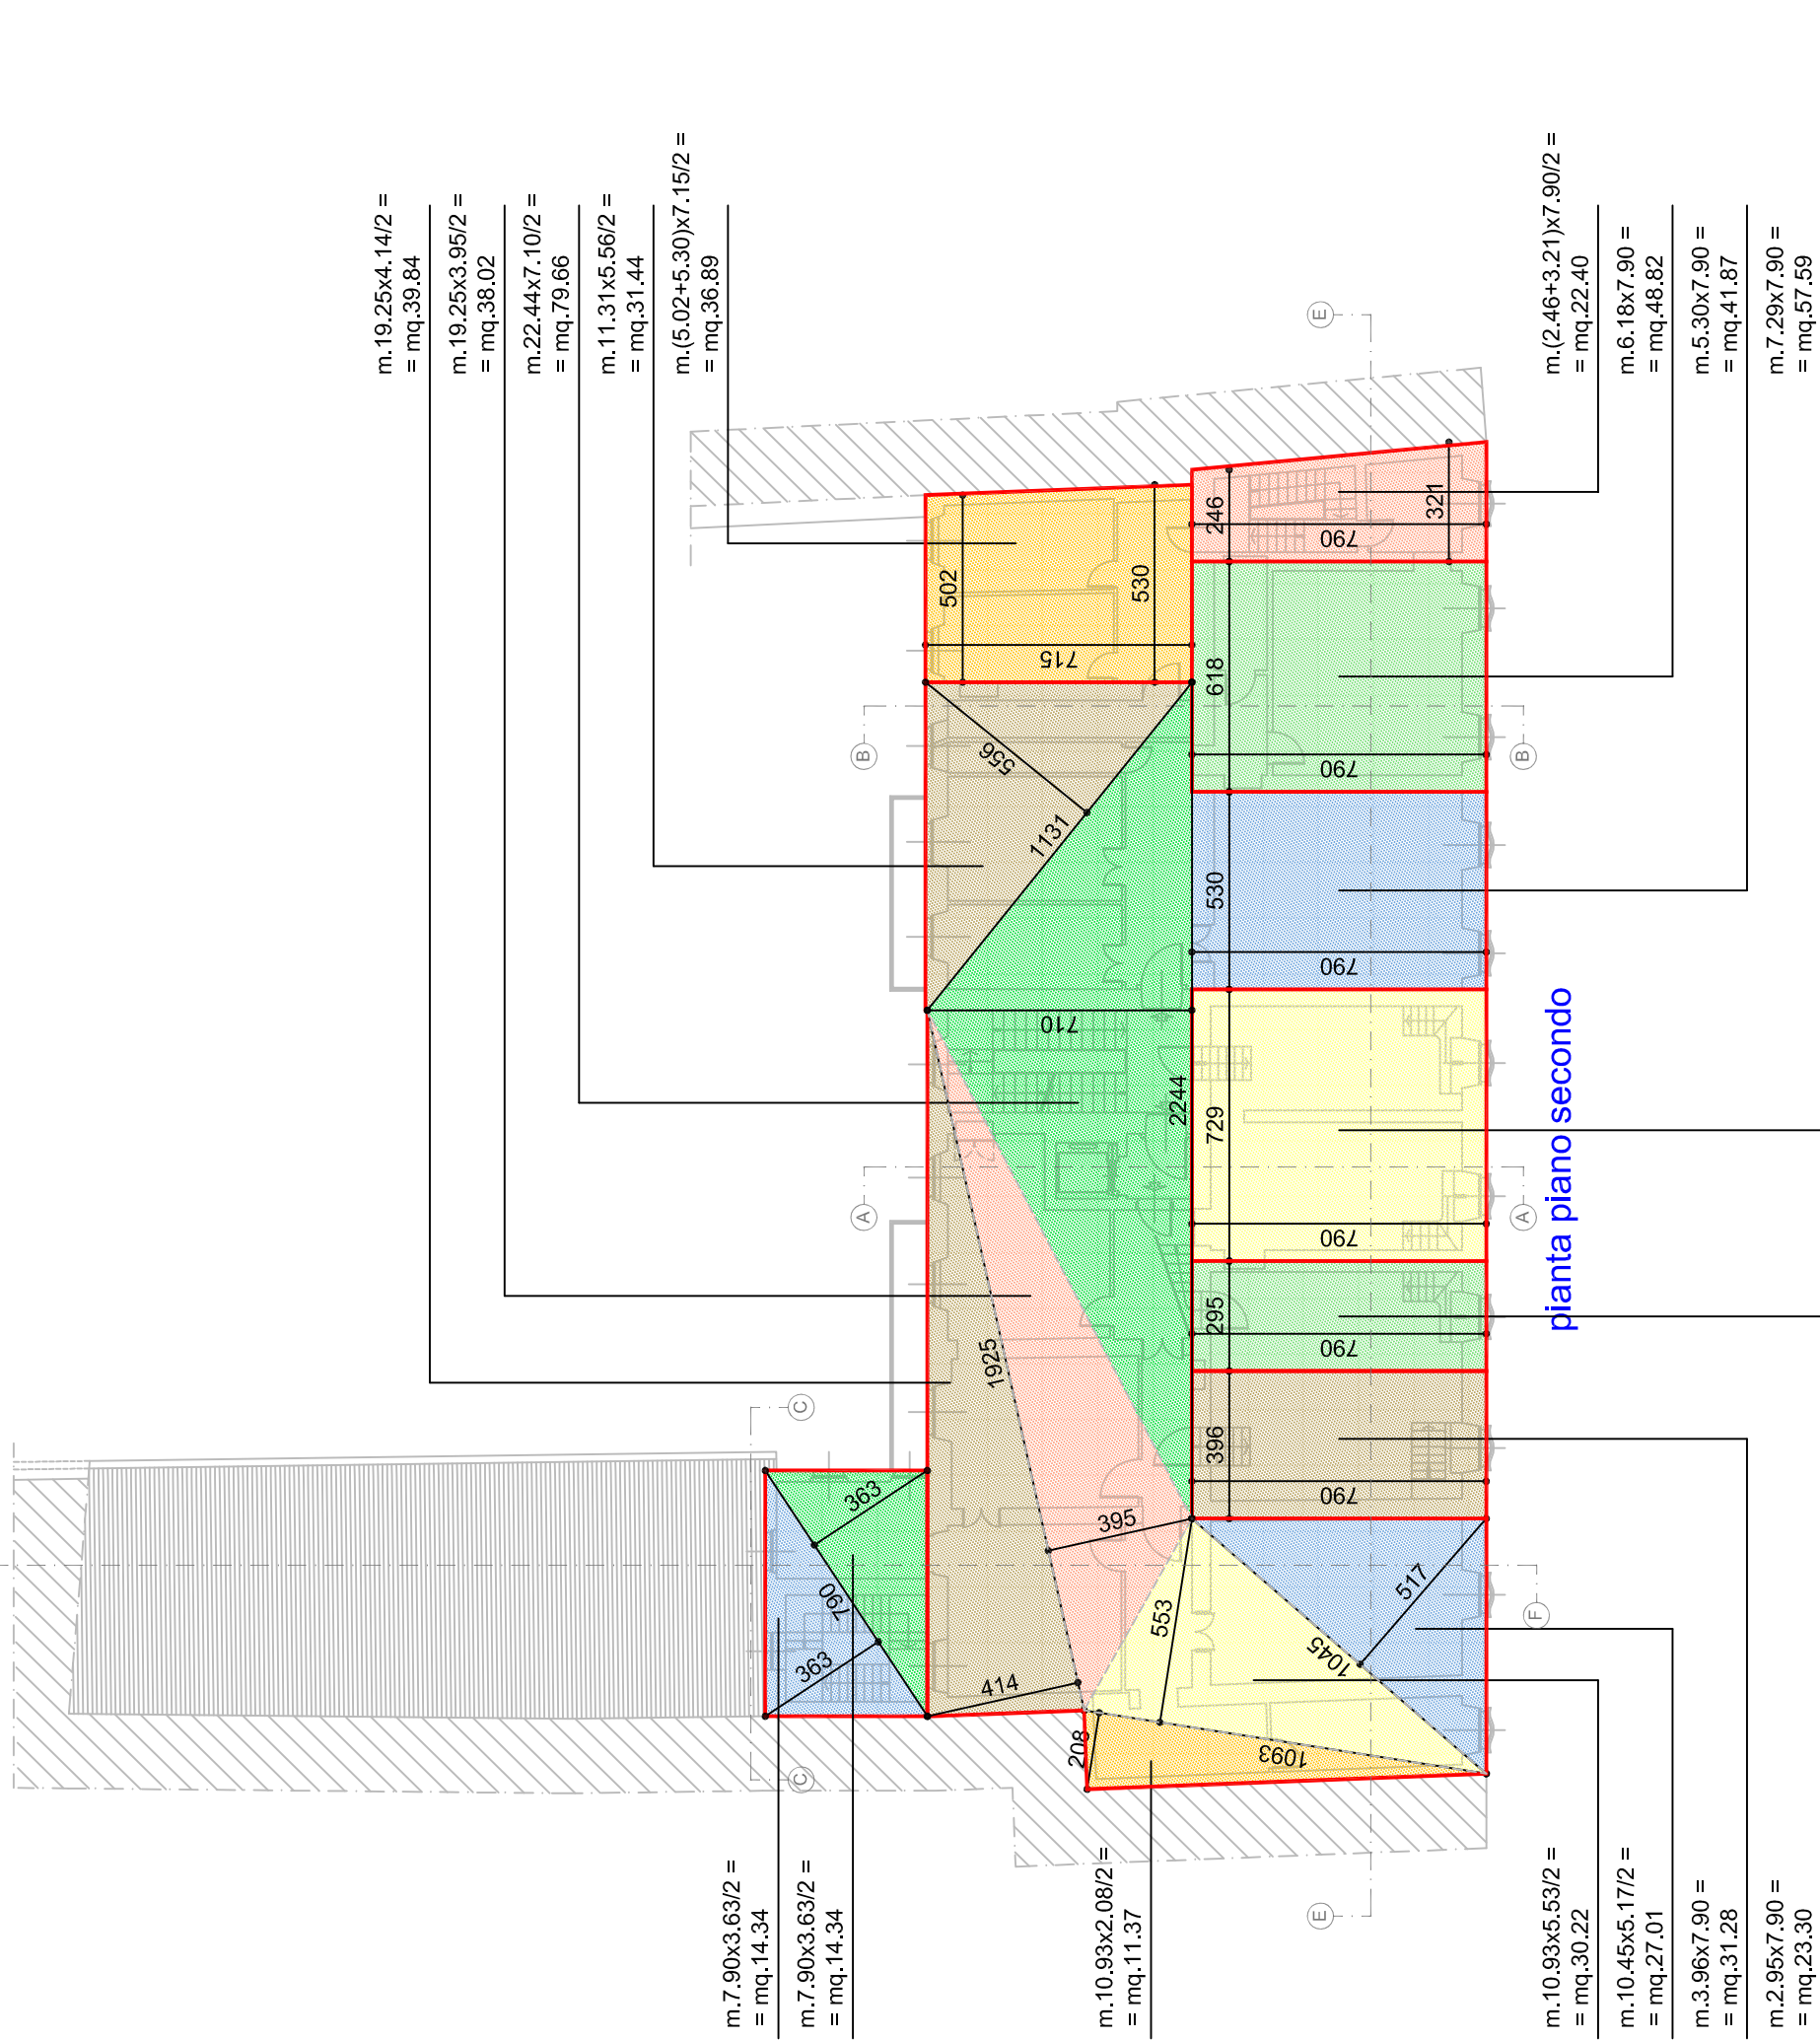 m.19.25x4.14/2 =
= mq.39.84
m.19.25x3.95/2 =
= mq.38.02
m.22.44x7.10/2 =
= mq.79.66
m.11.31x5.56/2 =
= mq.31.44
m.(5.02+5.30)x7.15/2 =
= mq.36.89
m.(2.46+3.21)x7.90/2 =
= mq.22.40
m.6.18x7.90 =
= mq.48.82
m.5.30x7.90 =
= mq.41.87
m.7.29x7.90 =
= mq.57.59
m.7.90x3.63/2 =
= mq.14.34
m.7.90x3.63/2 =
= mq.14.34
m.10.93x2.08/2 =
= mq.11.37
m.10.93x5.53/2 =
= mq.30.22
m.10.45x5.17/2 =
= mq.27.01
m.3.96x7.90 =
= mq.31.28
m.2.95x7.90 =
= mq.23.30
pianta piano secondo
502
530
715
246
321
790
618
790
556
1131
530
790
710
2244
729
790
295
790
396
790
1925
395
414
363
790
363
553
517
1045
1093
208
E
E
B
B
A
A
C
C
F